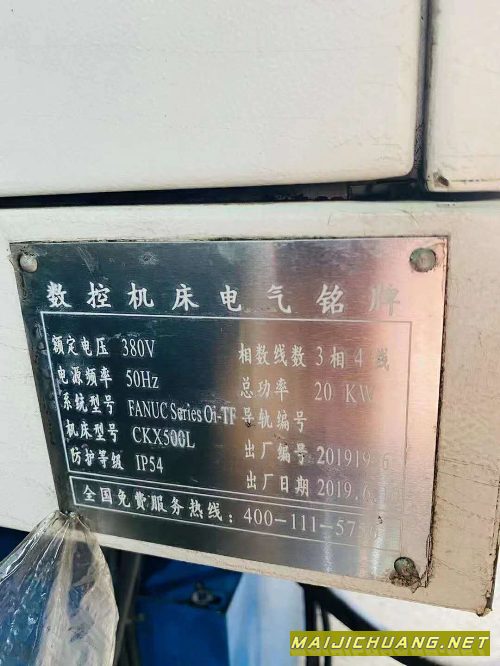 数控机床电气铭牌
额定电压 380V 相数线数 3相4线
电源频率 50Hz 总功率 20 KW
系统型号 FANUC Series Oi-TF 导轨编号
机床型号 CKX500L 出厂编号 201919.6
防护等级 IP54 出厂日期 2019.6
全国免费服务热线：400-111-57
MAIJICHUANG.NET